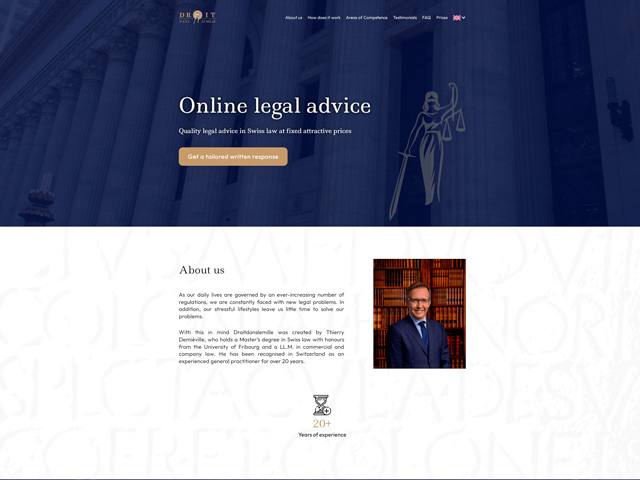 DROIT
DANS LE MILLE
About us
How does it work
Areas of Competence
Testimonials
FAQ
Prices
Online legal advice
Quality legal advice in Swiss law at fixed attractive prices
Get a tailored written response
About us
As our daily lives are governed by an ever-increasing number of
regulations, we are constantly faced with new legal problems. In
addition, our stressful lifestyles leave us little time to solve our
problems.
With this in mind Droitdanslemille was created by Thierry
Demièville, who holds a Master's degree in Swiss law with honours
from the University of Fribourg and a LL.M. in commercial and
company law. He has been recognised in Switzerland as an
experienced general practitioner for over 20 years.
20+
Years of experience